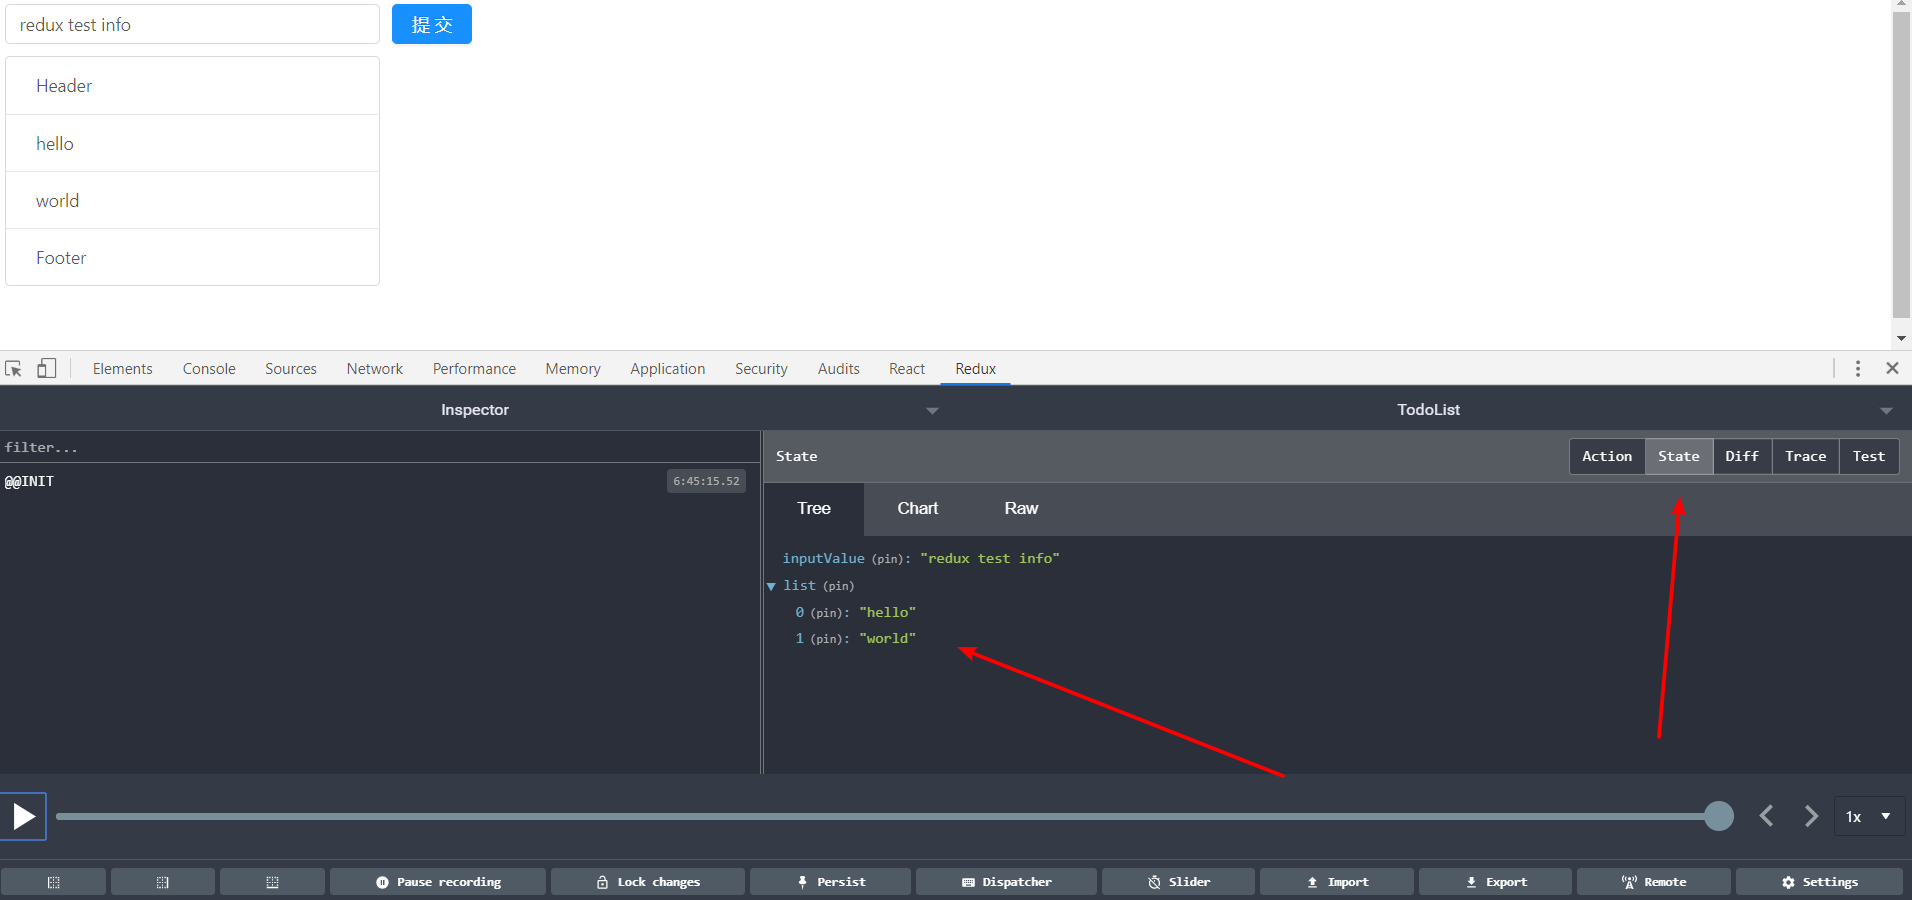 redux test info 提 交
Header
hello
world
Footer
Elements Console Sources Network Performance Memory Application Security Audits React Redux
Inspector TodoList
filter...
@@INIT 6:45:15.52
State Action State Diff Trace Test
Tree Chart Raw
inputValue (pin): "redux test info"
list (pin)
0 (pin): "hello"
1 (pin): "world"
1x
Pause recording Lock changes Persist Dispatcher Slider Import Export Remote Settings